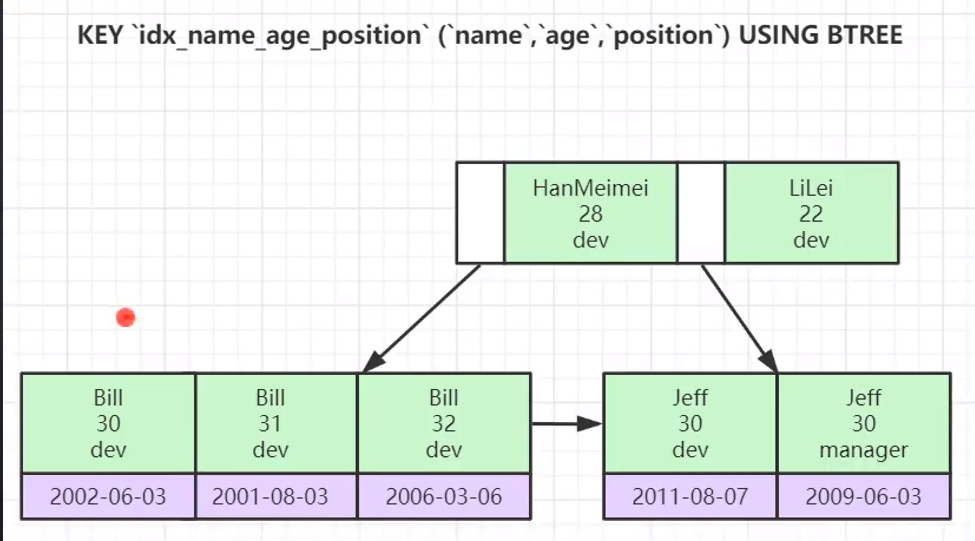 KEY `idx_name_age_position` (`name`,`age`,`position`) USING BTREE
HanMeimei
28
dev
LiLei
22
dev
Bill
30
dev
2002-06-03
Bill
31
dev
2001-08-03
Bill
32
dev
2006-03-06
Jeff
30
dev
2011-08-07
Jeff
30
manager
2009-06-03